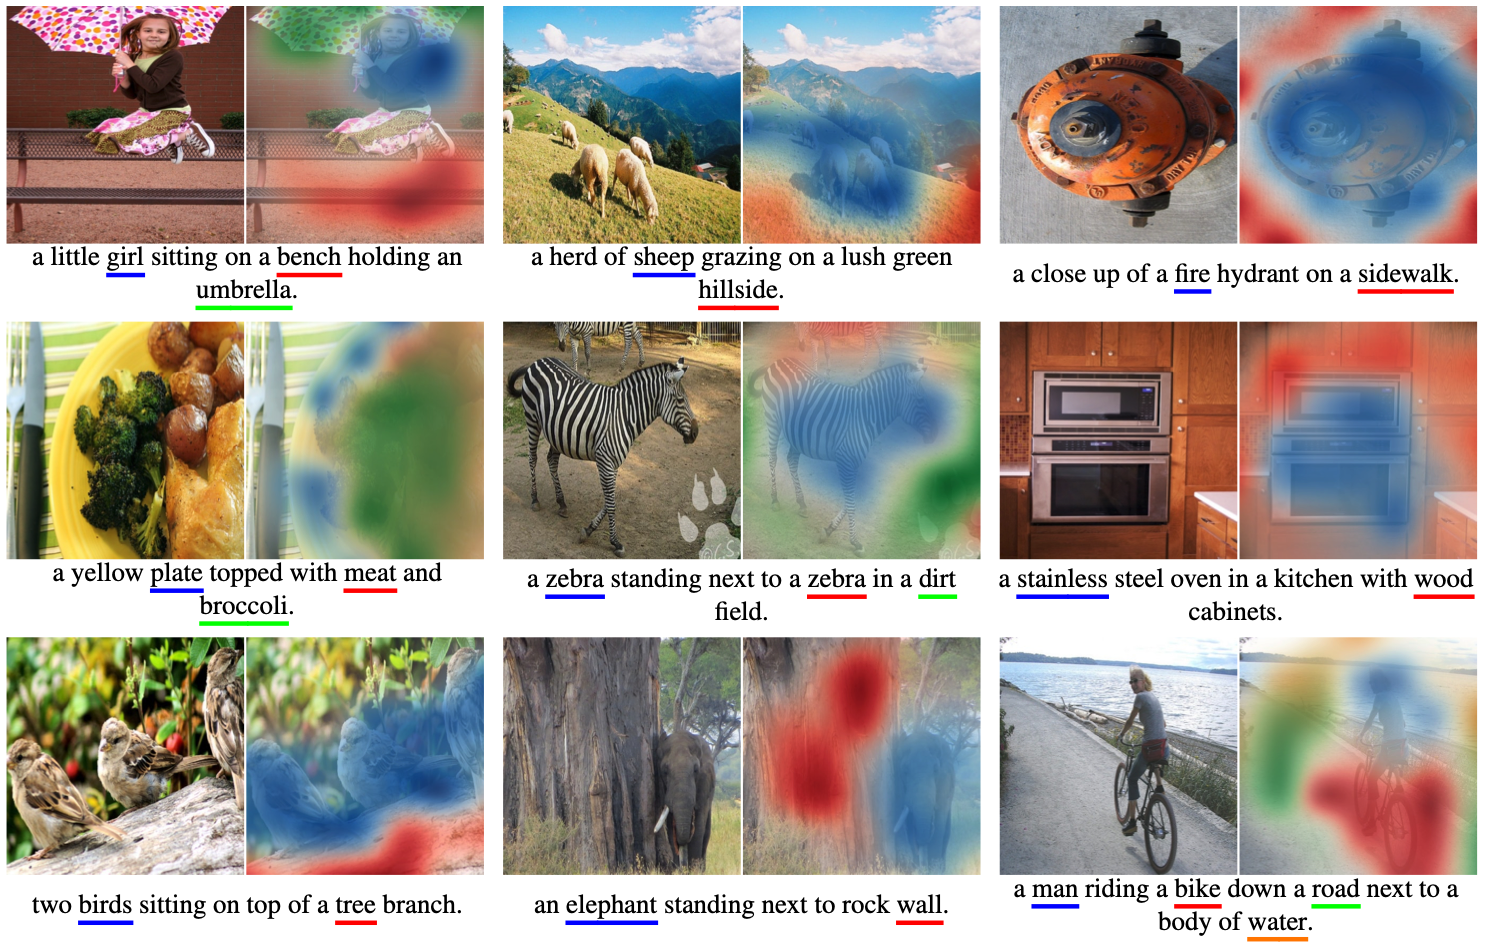 a little girl sitting on a bench holding an
umbrella.
a herd of sheep grazing on a lush green
hillside.
a close up of a fire hydrant on a sidewalk.
a yellow plate topped with meat and
broccoli.
a zebra standing next to a zebra in a dirt
field.
a stainless steel oven in a kitchen with wood
cabinets.
two birds sitting on top of a tree branch.
an elephant standing next to rock wall.
a man riding a bike down a road next to a
body of water.